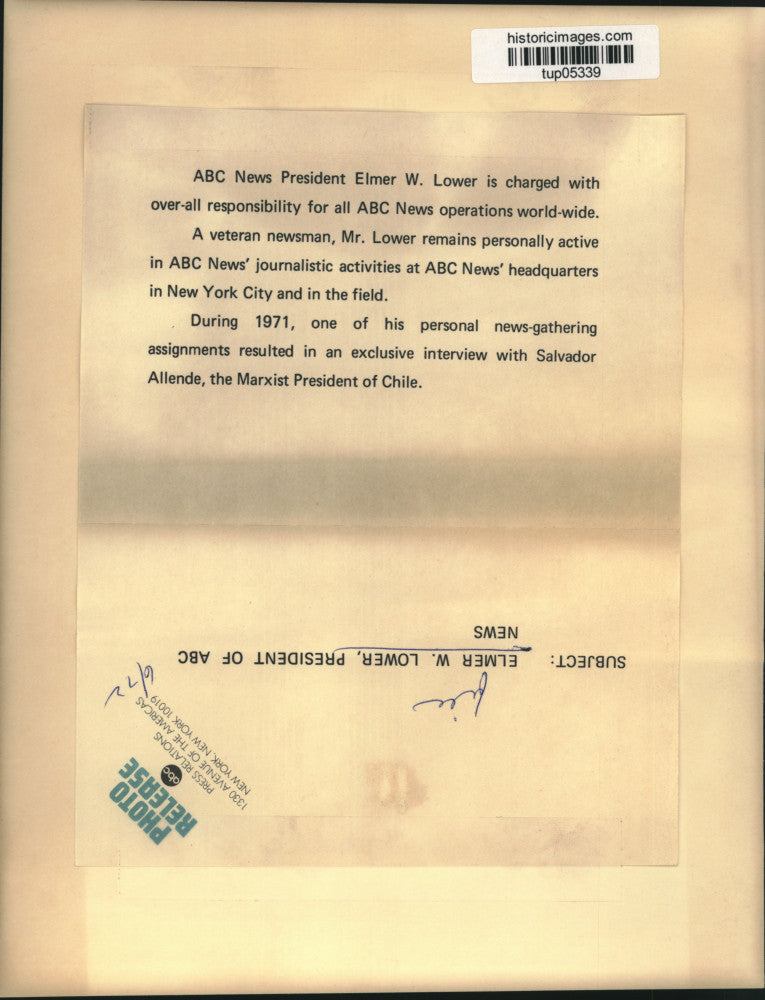 historicimages.com
tup05339
ABC News President Elmer W. Lower is charged with
over-all responsibility for all ABC News operations world-wide.
A veteran newsman, Mr. Lower remains personally active
in ABC News' journalistic activities at ABC News' headquarters
in New York City and in the field.
During 1971, one of his personal news-gathering
assignments resulted in an exclusive interview with Salvador
Allende, the Marxist President of Chile.
PHOTO
RELEASE
abc
PRESS RELATIONS
1330 AVENUE OF THE AMERICAS
NEW YORK, NEW YORK 10019
file
SUBJECT: ELMER W. LOWER, PRESIDENT OF ABC
NEWS